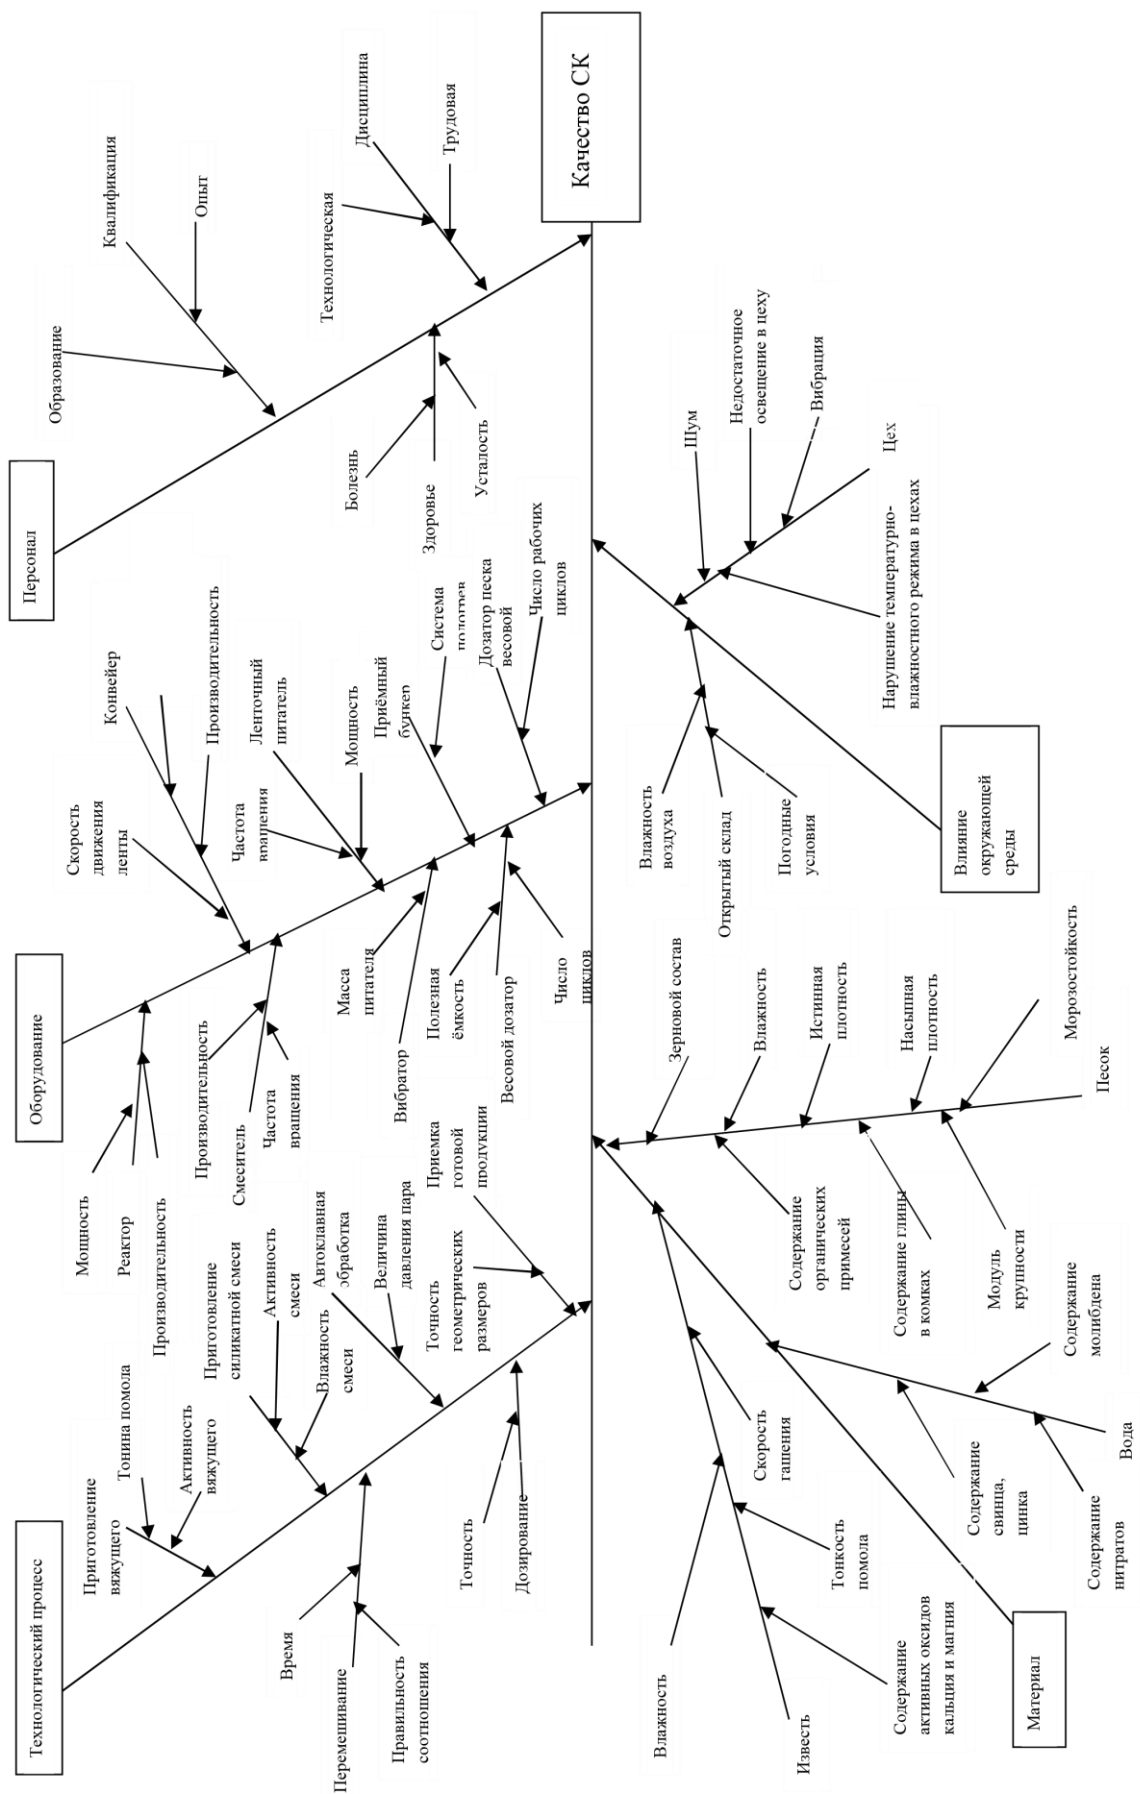 Технологический процесс
Приготовление
вяжущего
Тонина помола
Активность
вяжущего
Приготовление
силикатной смеси
Активность
смеси
Влажность
смеси
Автоклавная
обработка
Величина
давления пара
Точность
геометрических
размеров
Приемка
готовой
продукции
Время
Перемешивание
Правильность
соотношения
Точность
Дозирование
Оборудование
Мощность
Реактор
Производительность
Скорость
движения
ленты
Конвейер
Производительность
Производительность
Смеситель
Частота
вращения
Частота
вращения
Ленточный
питатель
Мощность
Масса
питателя
Вибратор
Приёмный
бункер
Система
Полезная
ёмкость
Весовой дозатор
Число
циклов
Дозатор песка
весовой
Число рабочих
циклов
Персонал
Образование
Квалификация
Опыт
Технологическая
Дисциплина
Трудовая
Болезнь
Здоровье
Усталость
Качество СК
Материал
Влажность
Известь
Содержание
активных оксидов
кальция и магния
Тонкость
помола
Скорость
гашения
Содержание
свинца,
цинка
Содержание
нитратов
Вода
Содержание
молибдена
Зерновой состав
Влажность
Истинная
плотность
Насыпная
плотность
Морозостойкость
Песок
Содержание
органических
примесей
Содержание глины
в комках
Модуль
крупности
Влияние
окружающей
среды
Влажность
воздуха
Открытый склад
Погодные
условия
Шум
Недостаточное
освещение в цеху
Вибрация
Цех
Нарушение температурно-
влажностного режима в цехах